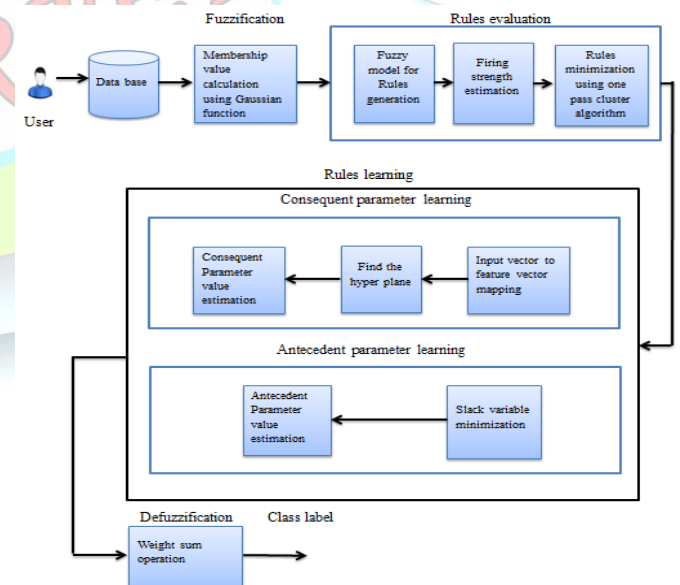 Fuzzification
Rules evaluation
User
Data base
Membership
value
calculation
using Gaussian
function
Fuzzy
model for
Rules
generation
Firing
strength
estimation
Rules
minimization
using one
pass cluster
algorithm
Rules learning
Consequent parameter learning
Consequent
Parameter
value
estimation
Find the
hyper plane
Input vector to
feature vector
mapping
Antecedent parameter learning
Antecedent
Parameter
value
estimation
Slack variable
minimization
Defuzzification
Class label
Weight sum
operation